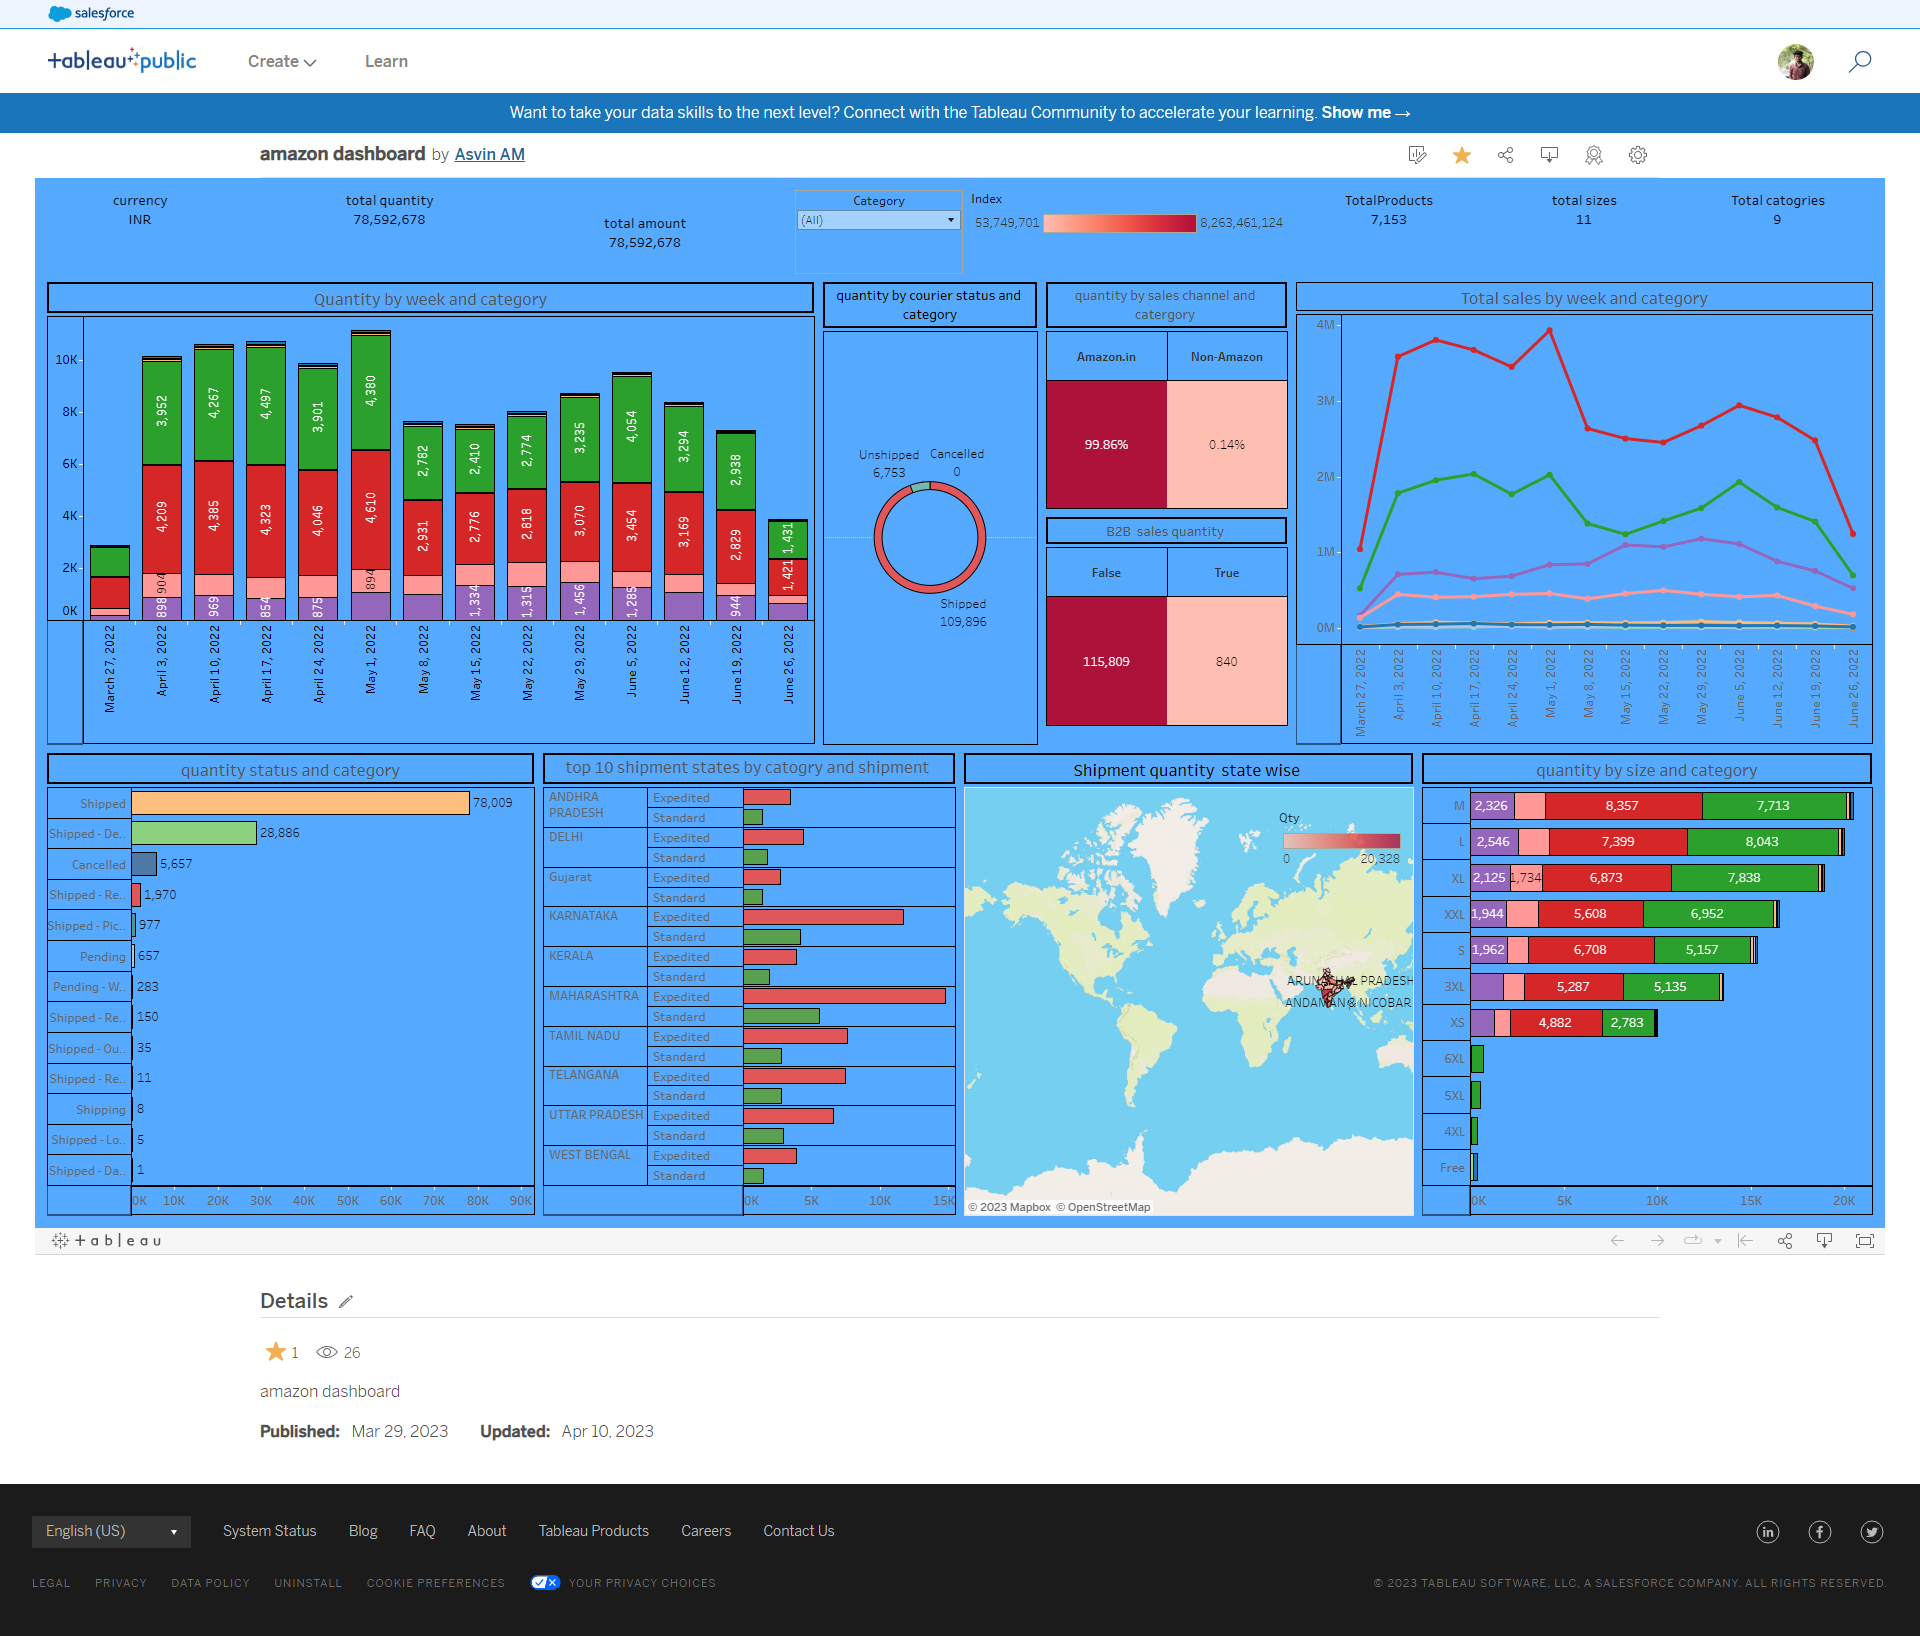 salesforce
tableau public
Create
Learn
Want to take your data skills to the next level? Connect with the Tableau Community to accelerate your learning. Show me →
amazon dashboard by Asvin AM
currency
INR
total quantity
78,592,678
total amount
78,592,678
Category
(All)
Index
53,749,701
8,263,461,124
TotalProducts
7,153
total sizes
11
Total catogries
9
Quantity by week and category
10K
8K
6K
4K
2K
0K
3,952
4,209
904
898
4,267
4,385
969
4,497
4,323
854
3,901
4,046
875
4,380
4,610
894
2,782
2,931
2,410
2,776
1,334
2,774
2,818
1,315
3,235
3,070
1,456
4,054
3,454
1,285
3,294
3,169
2,938
2,829
944
1,431
1,421
March 27, 2022
April 3, 2022
April 10, 2022
April 17, 2022
April 24, 2022
May 1, 2022
May 8, 2022
May 15, 2022
May 22, 2022
May 29, 2022
June 5, 2022
June 12, 2022
June 19, 2022
June 26, 2022
quantity by courier status and
category
Unshipped
6,753
Cancelled
0
Shipped
109,896
quantity by sales channel and
catergory
Amazon.in
Non-Amazon
99.86%
0.14%
B2B sales quantity
False
True
115,809
840
Total sales by week and category
4M
3M
2M
1M
0M
March 27, 2022
April 3, 2022
April 10, 2022
April 17, 2022
April 24, 2022
May 1, 2022
May 8, 2022
May 15, 2022
May 22, 2022
May 29, 2022
June 5, 2022
June 12, 2022
June 19, 2022
June 26, 2022
quantity status and category
Shipped
78,009
Shipped - De..
28,886
Cancelled
5,657
Shipped - Re..
1,970
Shipped - Pic..
977
Pending
657
Pending - W..
283
Shipped - Re..
150
Shipped - Ou..
35
Shipped - Re..
11
Shipping
8
Shipped - Lo..
5
Shipped - Da..
1
0K 10K 20K 30K 40K 50K 60K 70K 80K 90K
top 10 shipment states by catogry and shipment
ANDHRA
PRADESH
Expedited
Standard
DELHI
Expedited
Standard
Gujarat
Expedited
Standard
KARNATAKA
Expedited
Standard
KERALA
Expedited
Standard
MAHARASHTRA
Expedited
Standard
TAMIL NADU
Expedited
Standard
TELANGANA
Expedited
Standard
UTTAR PRADESH
Expedited
Standard
WEST BENGAL
Expedited
Standard
0K 5K 10K 15K
Shipment quantity state wise
Qty
0
20,328
ARUNACHAL PRADESH
ANDAMAN & NICOBAR
© 2023 Mapbox © OpenStreetMap
quantity by size and category
M 2,326 8,357 7,713
L 2,546 7,399 8,043
XL 2,125 1,734 6,873 7,838
XXL 1,944 5,608 6,952
S 1,962 6,708 5,157
3XL 5,287 5,135
XS 4,882 2,783
6XL
5XL
4XL
Free
0K 5K 10K 15K 20K
+ableau
Details
1
26
amazon dashboard
Published: Mar 29, 2023 Updated: Apr 10, 2023
English (US)
System Status
Blog
FAQ
About
Tableau Products
Careers
Contact Us
LEGAL
PRIVACY
DATA POLICY
UNINSTALL
COOKIE PREFERENCES
YOUR PRIVACY CHOICES
© 2023 TABLEAU SOFTWARE, LLC, A SALESFORCE COMPANY. ALL RIGHTS RESERVED.